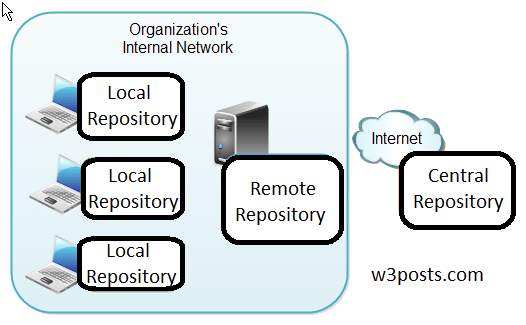 Organization's
Internal Network
Local
Repository
Local
Repository
Local
Repository
Remote
Repository
Internet
Central
Repository
w3posts.com